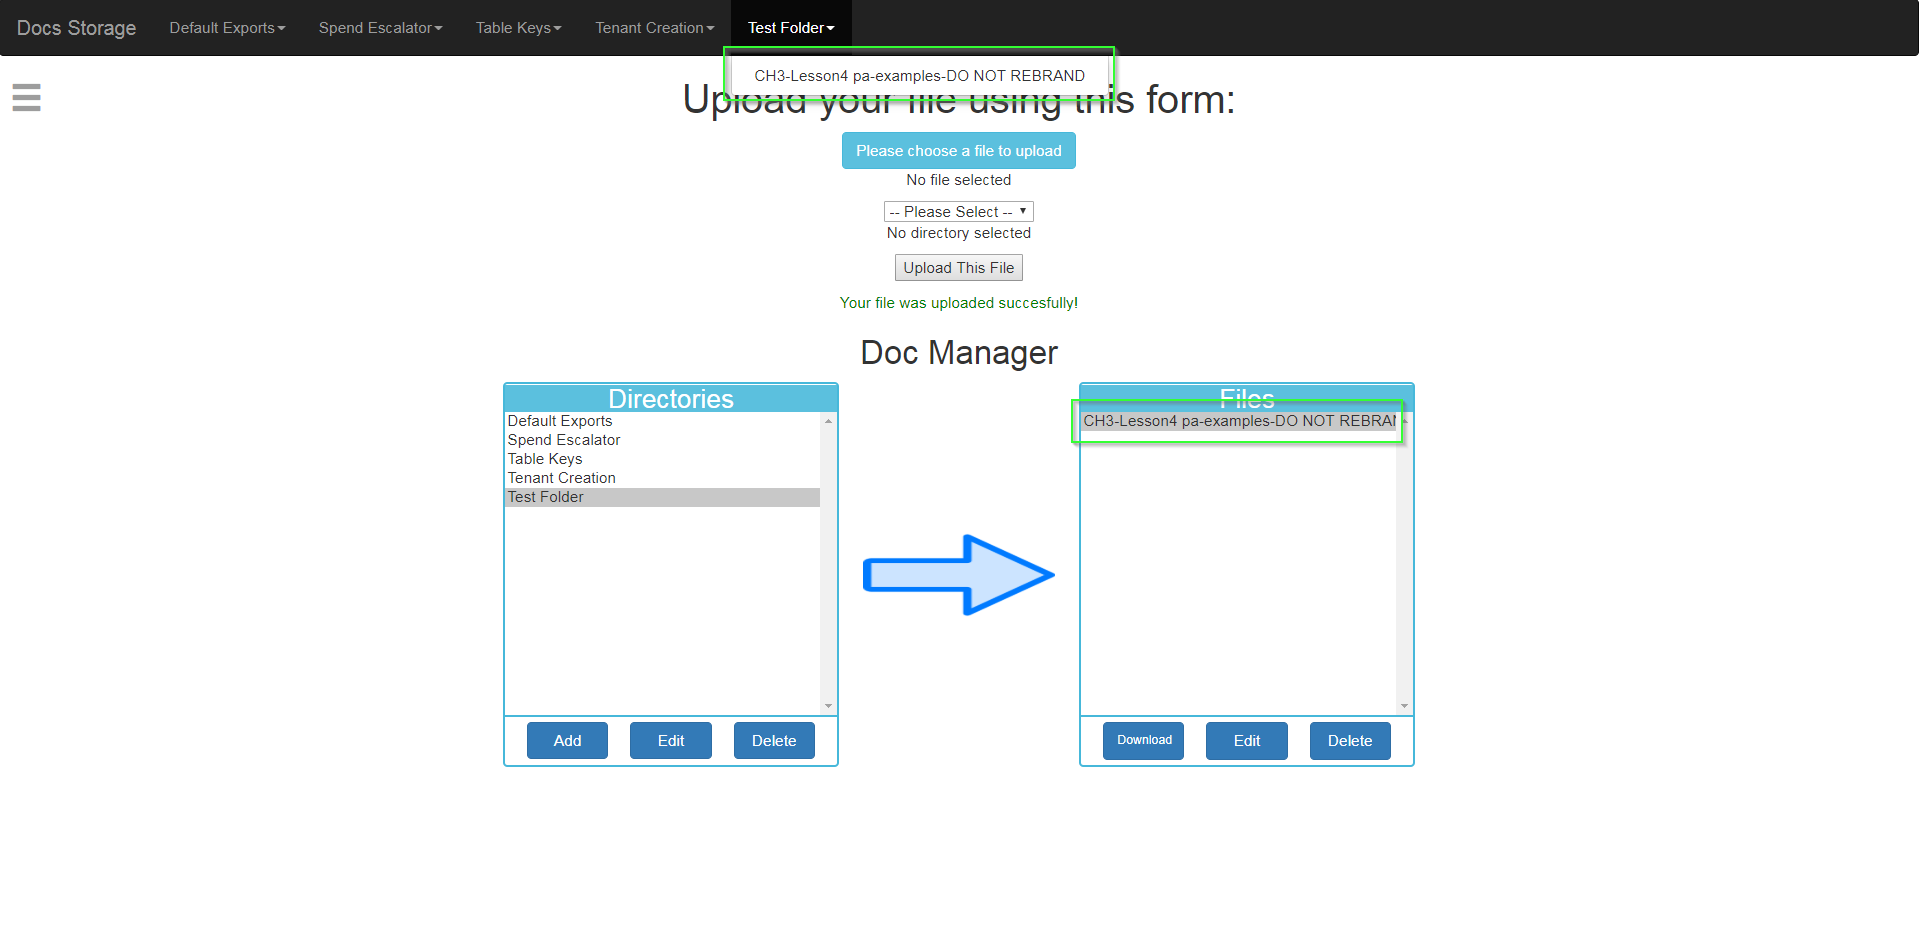 Docs Storage Default Exports Spend Escalator Table Keys Tenant Creation Test Folder
CH3-Lesson4 pa-examples-DO NOT REBRAND
Upload your file using this form:
Please choose a file to upload
No file selected
-- Please Select --
No directory selected
Upload This File
Your file was uploaded succesfully!
Doc Manager
Directories
Default Exports
Spend Escalator
Table Keys
Tenant Creation
Test Folder
Add Edit Delete
Files
CH3-Lesson4 pa-examples-DO NOT REBRAN
Download Edit Delete